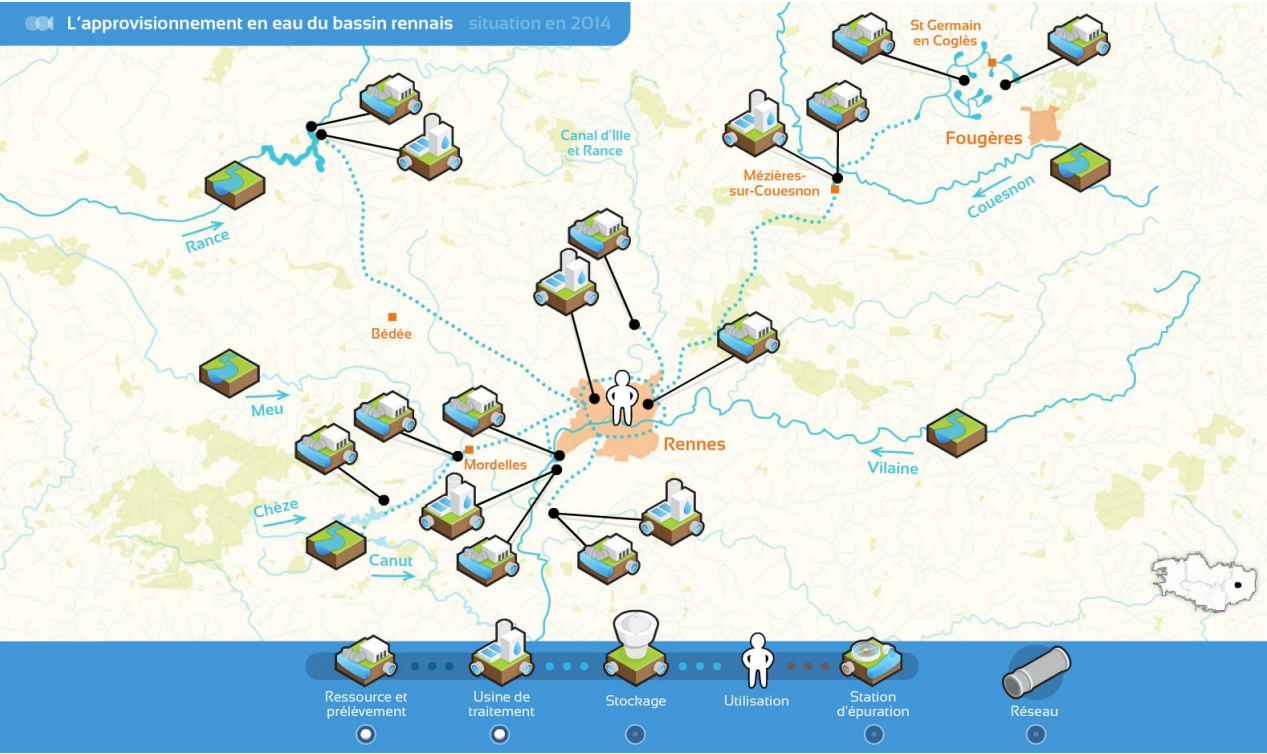 L'approvisionnement en eau du bassin rennais situation en 2014
St Germain
en Coglès
Canal d'Ille
et Rance
Fougères
Mézières-
sur-Couesnon
Couesnon
Rance
Bédée
Meu
Rennes
Mordelles
Vilaine
Chèze
Canut
Ressource et
prélèvement
Usine de
traitement
Stockage
Utilisation
Station
d'épuration
Réseau